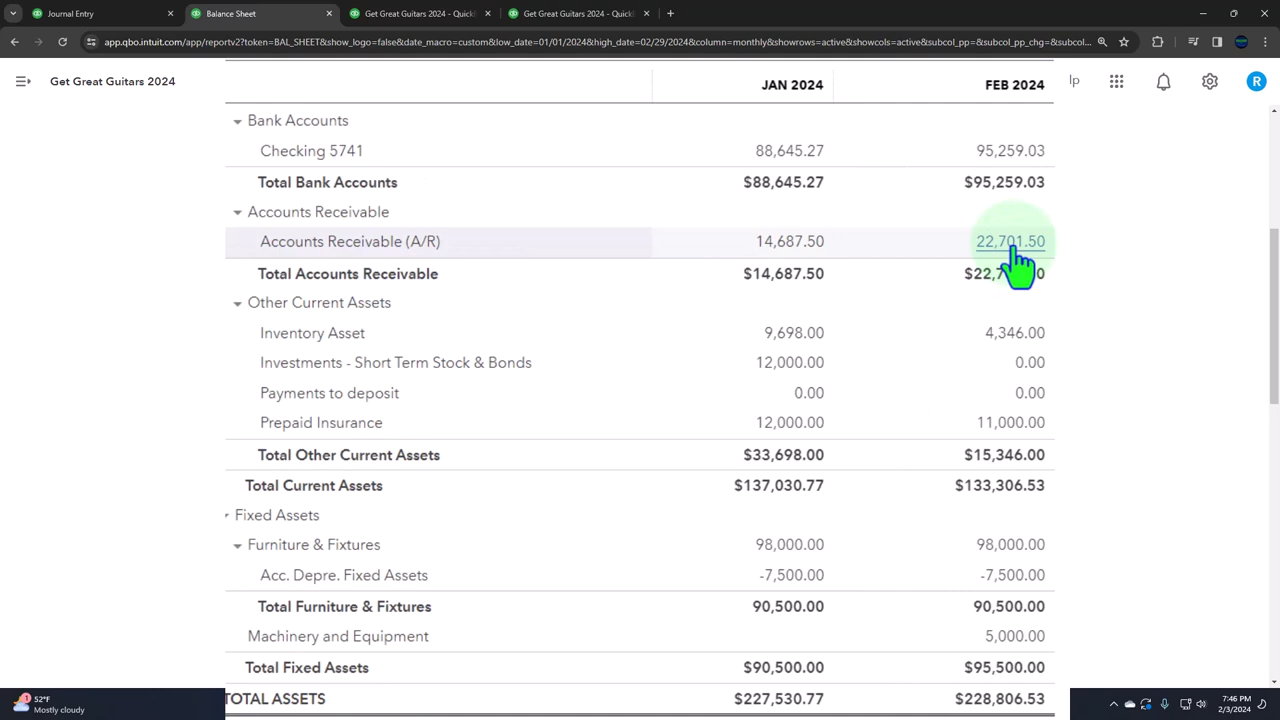 Journal Entry
Balance Sheet
Get Great Guitars 2024 - Quick
Get Great Guitars 2024 - Quick
app.qbo.intuit.com/app/reportv2?token=BAL_SHEET&show_logo=false&date_macro=custom&low_date=01/01/2024&high_date=02/29/2024&column=monthly&showrows=active&showcols=active&subcol_pp=&subcol_pp_chg=&subcol
Get Great Guitars 2024
lp
R
JAN 2024 FEB 2024
Bank Accounts
Checking 5741 88,645.27 95,259.03
Total Bank Accounts $88,645.27 $95,259.03
Accounts Receivable
Accounts Receivable (A/R) 14,687.50 22,701.50
Total Accounts Receivable $14,687.50 $22,7 0
Other Current Assets
Inventory Asset 9,698.00 4,346.00
Investments - Short Term Stock & Bonds 12,000.00 0.00
Payments to deposit 0.00 0.00
Prepaid Insurance 12,000.00 11,000.00
Total Other Current Assets $33,698.00 $15,346.00
Total Current Assets $137,030.77 $133,306.53
Fixed Assets
Furniture & Fixtures 98,000.00 98,000.00
Acc. Depre. Fixed Assets -7,500.00 -7,500.00
Total Furniture & Fixtures 90,500.00 90,500.00
Machinery and Equipment 5,000.00
Total Fixed Assets $90,500.00 $95,500.00
TOTAL ASSETS $227,530.77 $228,806.53
1
52°F
Mostly cloudy
7:46 PM
2/3/2024